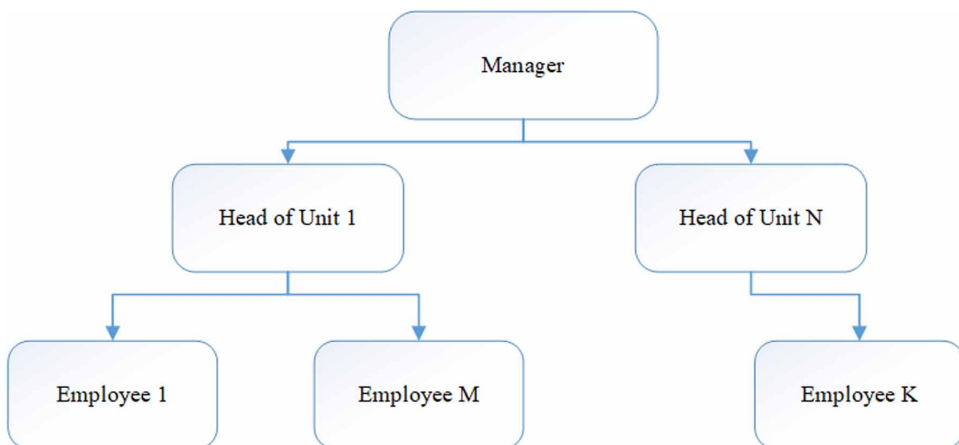 Manager
Head of Unit 1
Head of Unit N
Employee 1
Employee M
Employee K